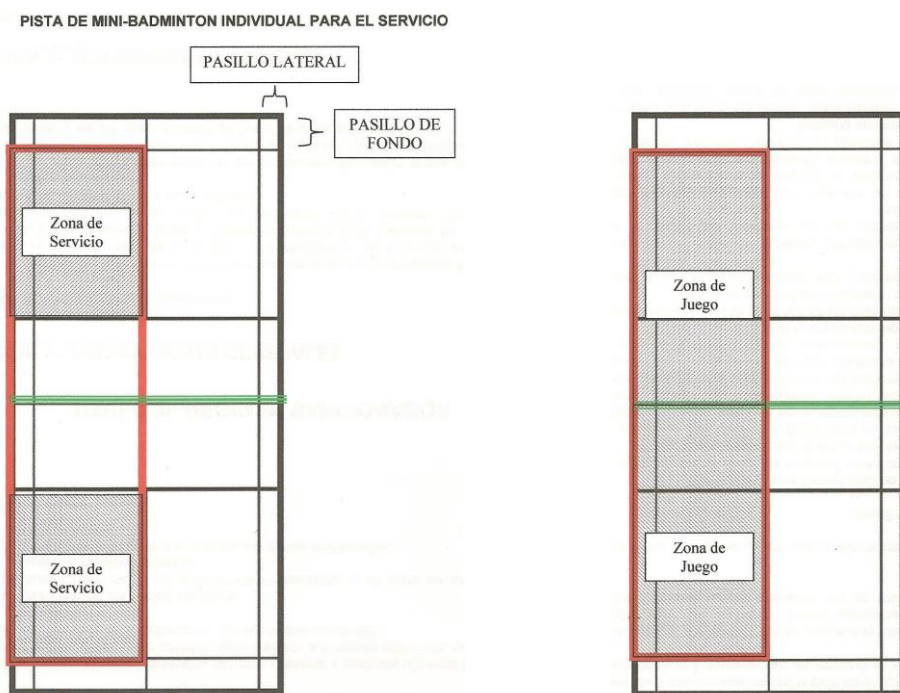 PISTA DE MINI-BADMINTON INDIVIDUAL PARA EL SERVICIO
PASILLO LATERAL
PASILLO DE
FONDO
Zona de
Servicio
Zona de
Servicio
Zona de
Juego
Zona de
Juego